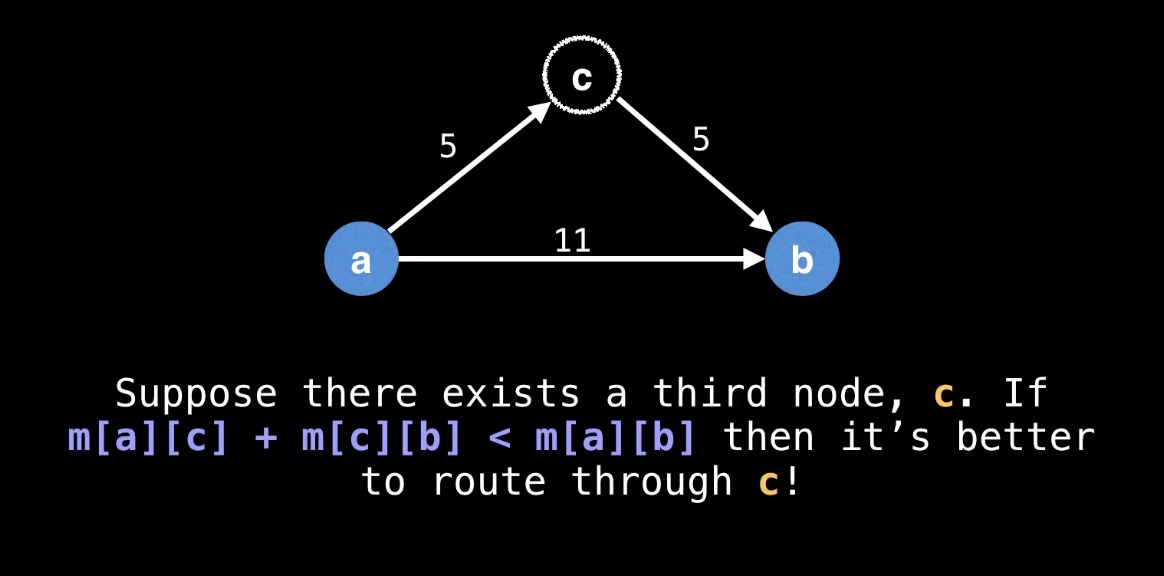 c
5
5
11
a
b
Suppose there exists a third node, c. If
m[a][c] + m[c][b] < m[a][b] then it’s better
to route through c!